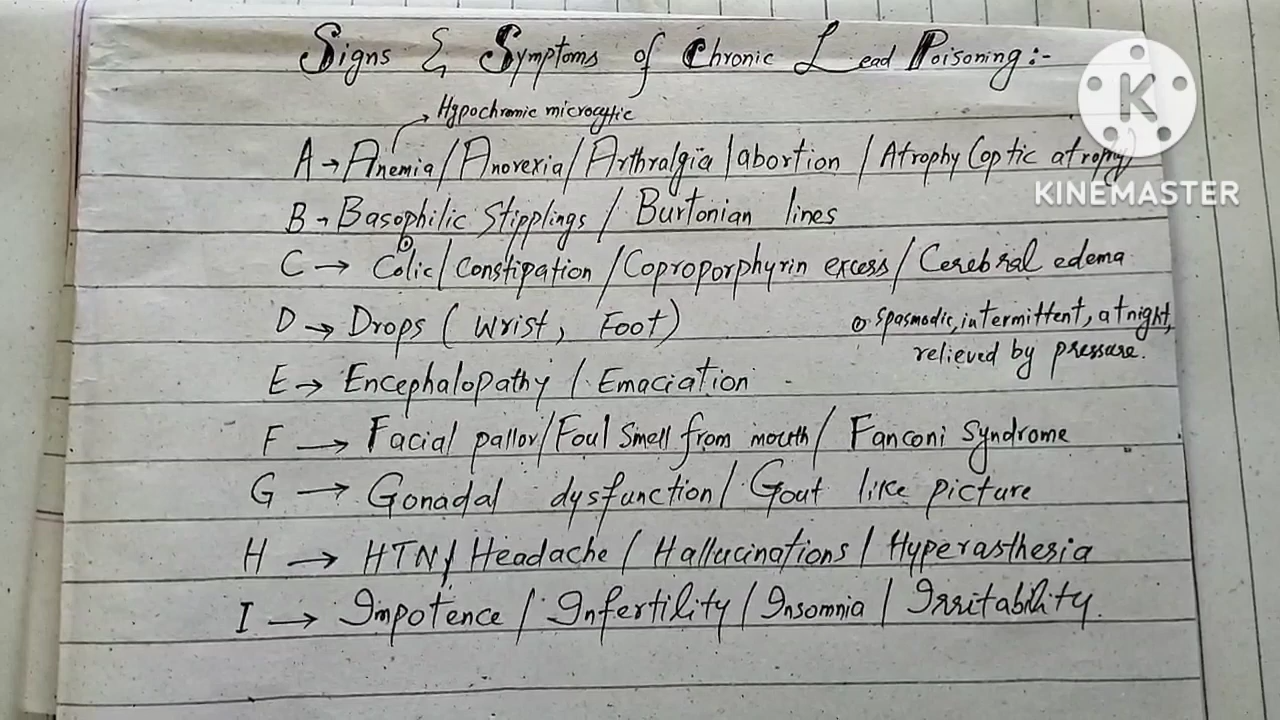 Signs & Symptoms of Chronic Lead Poisoning:-
→ Hypochromic microcytic
A → Anemia/Anorexia/Arthralgia/abortion/Atrophy (optic atrophy)
KINEMASTER
B → Basophilic Stipplings / Burtonian lines
C → Colic/Constipation/Coproporphyrin excess/Cerebral edema
D → Drops (Wrist, Foot)
⊙ Spasmodic, intermittent, at night,
relieved by pressure.
E → Encephalopathy / Emaciation
F → Facial pallor/Foul Smell from mouth/ Fanconi Syndrome
G → Gonadal dysfunction/ Gout like picture
H → HTN/ Headache / Hallucinations / Hyperasthesia
I → Impotence / Infertility / Insomnia / Irritability.